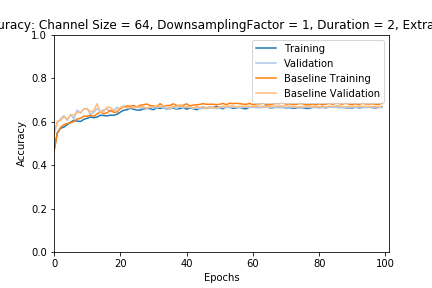 uracy: Channel Size = 64, DownsamplingFactor = 1, Duration = 2, Extra
1.0
0.8
0.6
0.4
0.2
0.0
Accuracy
Training
Validation
Baseline Training
Baseline Validation
0 20 40 60 80 100
Epochs